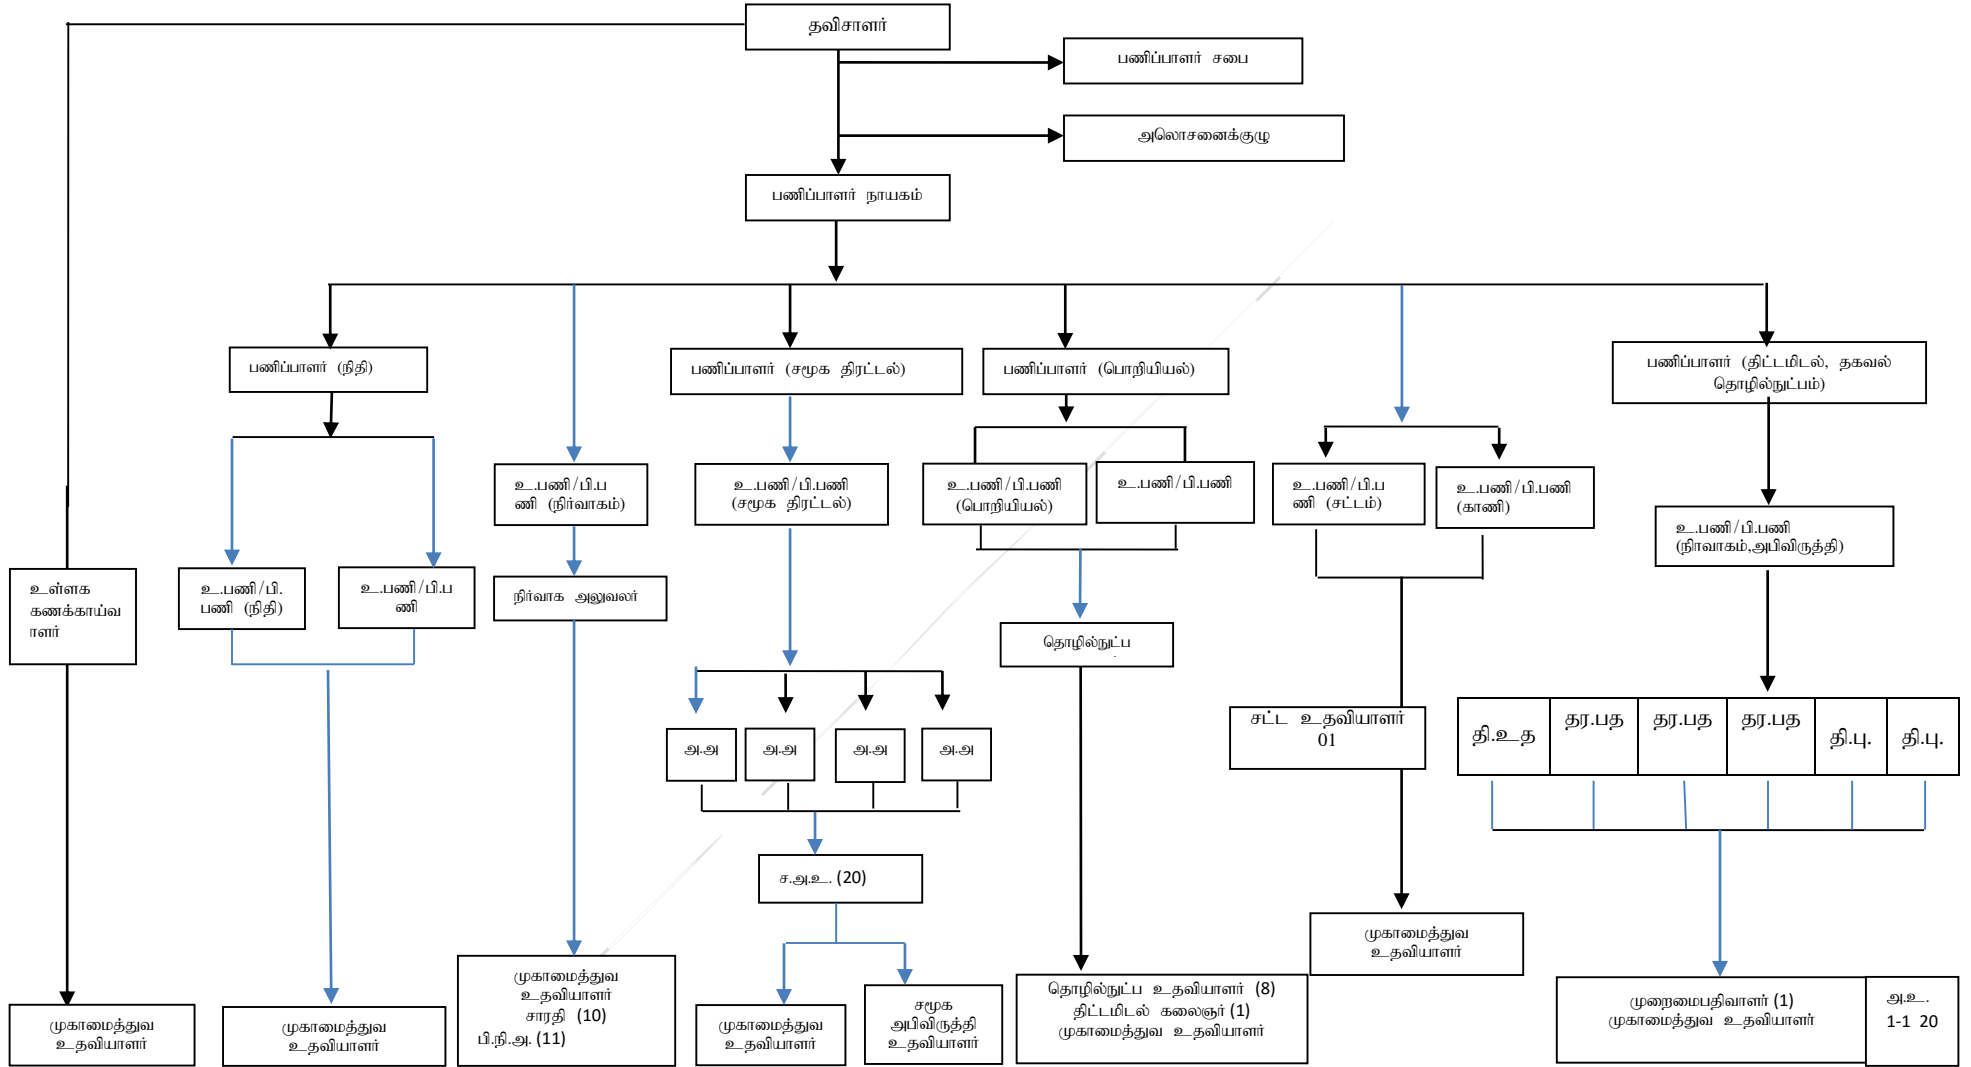 தவிசாளர்
பணிப்பாளர் சபை
அலொசனைக்குழு
பணிப்பாளர் நாயகம்
பணிப்பாளர் (நிதி)
பணிப்பாளர் (சமூக திரட்டல்)
பணிப்பாளர் (பொறியியல்)
பணிப்பாளர் (திட்டமிடல், தகவல்
தொழில்நுட்பம்)
உ.பணி/பி.ப
ணி (நிர்வாகம்)
உ.பணி/பி.பணி
(சமூக திரட்டல்)
உ.பணி/பி.பணி
(பொறியியல்)
உ.பணி/பி.பணி
உ.பணி/பி.ப
ணி (சட்டம்)
உ.பணி/பி.பணி
(காணி)
உ.பணி/பி.பணி
(நிாவாகம்,அபிவிருத்தி)
உள்ளக
கணக்காய்வ
ாளர்
உ.பணி/பி.
பணி (நிதி)
உ.பணி/பி.ப
ணி
நிர்வாக அலுவலர்
தொழில்நுட்ப
அ.அ
அ.அ
அ.அ
அ.அ
சட்ட உதவியாளர்
01
தி.உத
தர.பத
தர.பத
தர.பத
தி.பு.
தி.பு.
ச.அ.உ. (20)
முகாமைத்துவ
உதவியாளர்
முகாமைத்துவ
உதவியாளர்
முகாமைத்துவ
உதவியாளர்
முகாமைத்துவ
உதவியாளர்
சாரதி (10)
பி.நி.அ. (11)
முகாமைத்துவ
உதவியாளர்
சமூக
அபிவிருத்தி
உதவியாளர்
தொழில்நுட்ப உதவியாளர் (8)
திட்டமிடல் கலைஞர் (1)
முகாமைத்துவ உதவியாளர்
முறைமைபதிவாளர் (1)
முகாமைத்துவ உதவியாளர்
அ.உ.
1-1 20